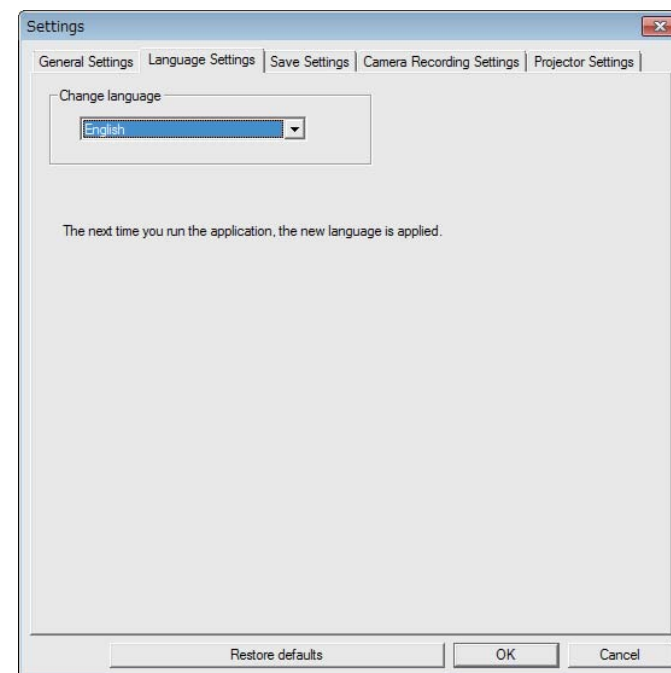 Settings
General Settings Language Settings Save Settings Camera Recording Settings Projector Settings
Change language
English
The next time you run the application, the new language is applied.
Restore defaults OK Cancel